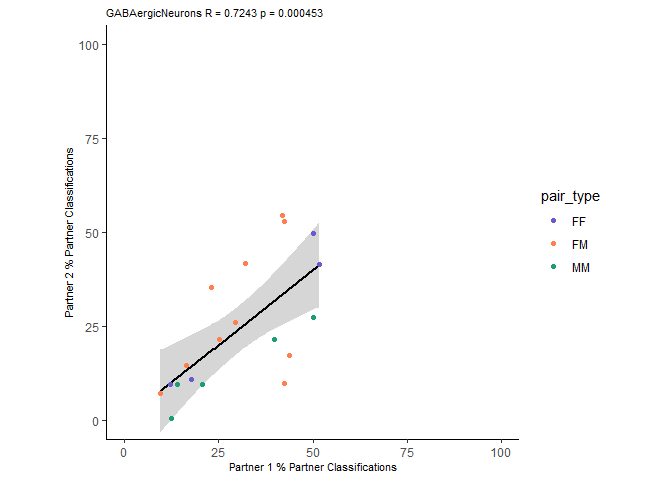 GABAergicNeurons R = 0.7243 p = 0.000453
100
75
50
25
0
Partner 2 % Partner Classifications
0 25 50 75 100
Partner 1 % Partner Classifications
pair_type
FF
FM
MM